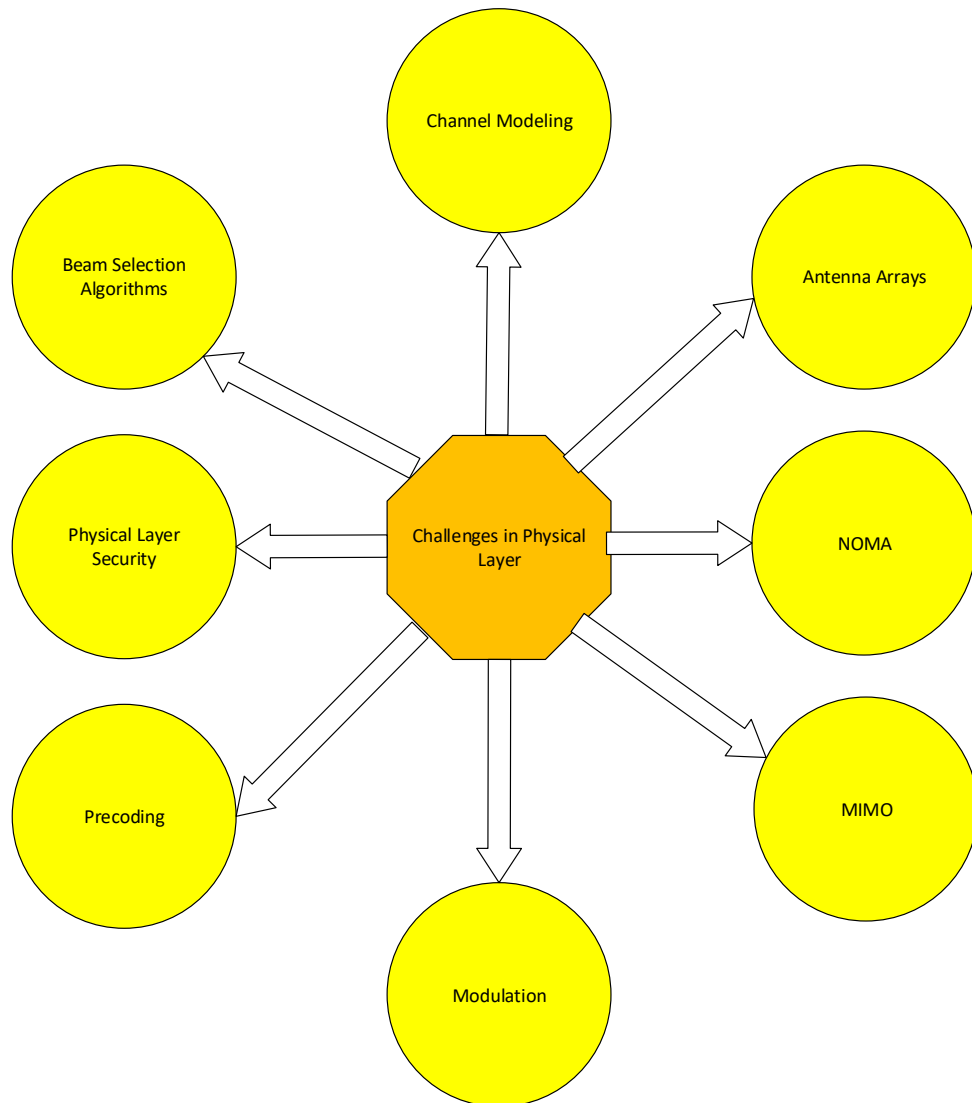 Channel Modeling
Beam Selection
Algorithms
Antenna Arrays
Physical Layer
Security
Challenges in Physical
Layer
NOMA
Precoding
MIMO
Modulation